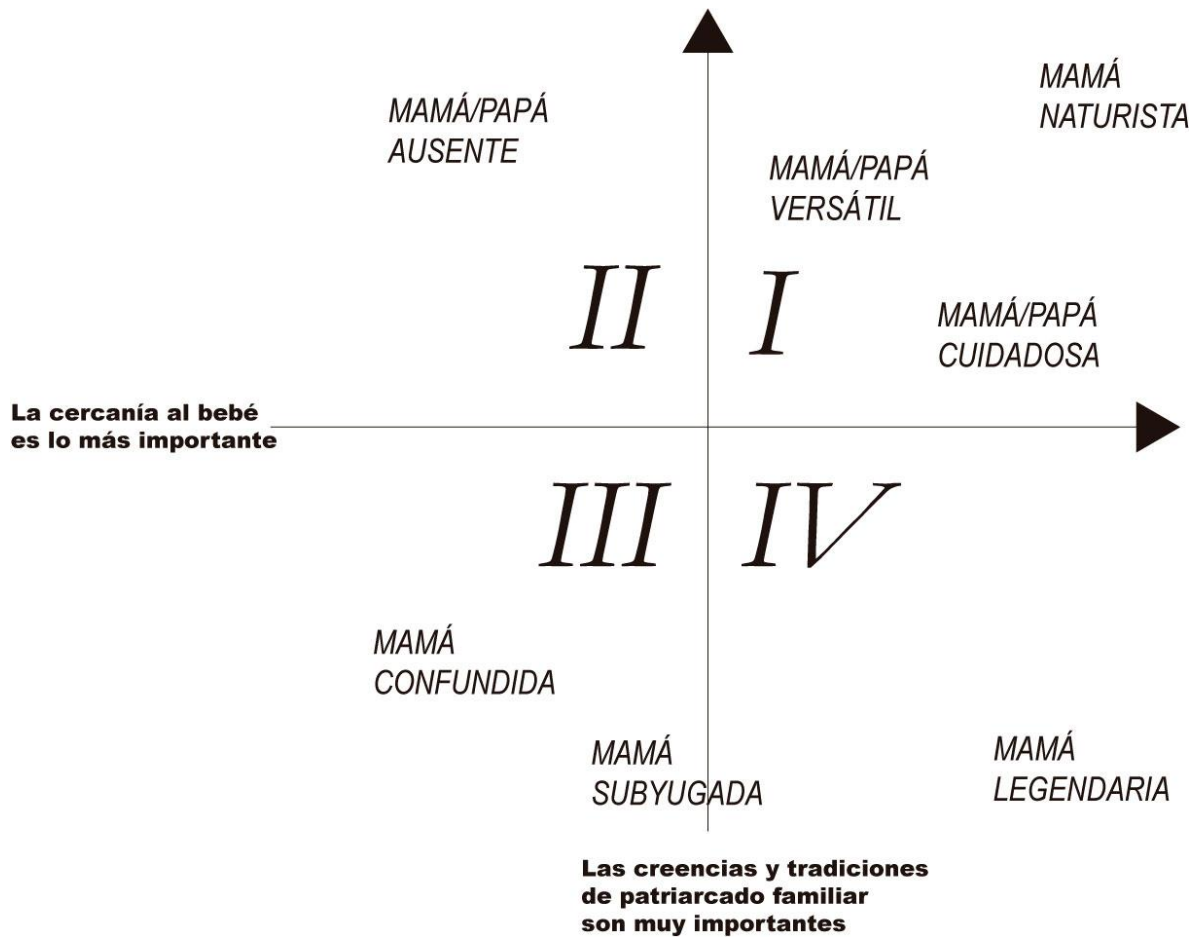 MAMÁ
NATURISTA
MAMÁ/PAPÁ
AUSENTE
MAMÁ/PAPÁ
VERSÁTIL
II
I
MAMÁ/PAPÁ
CUIDADOSA
La cercanía al bebé
es lo más importante
III
IV
MAMÁ
CONFUNDIDA
MAMÁ
SUBYUGADA
MAMÁ
LEGENDARIA
Las creencias y tradiciones
de patriarcado familiar
son muy importantes